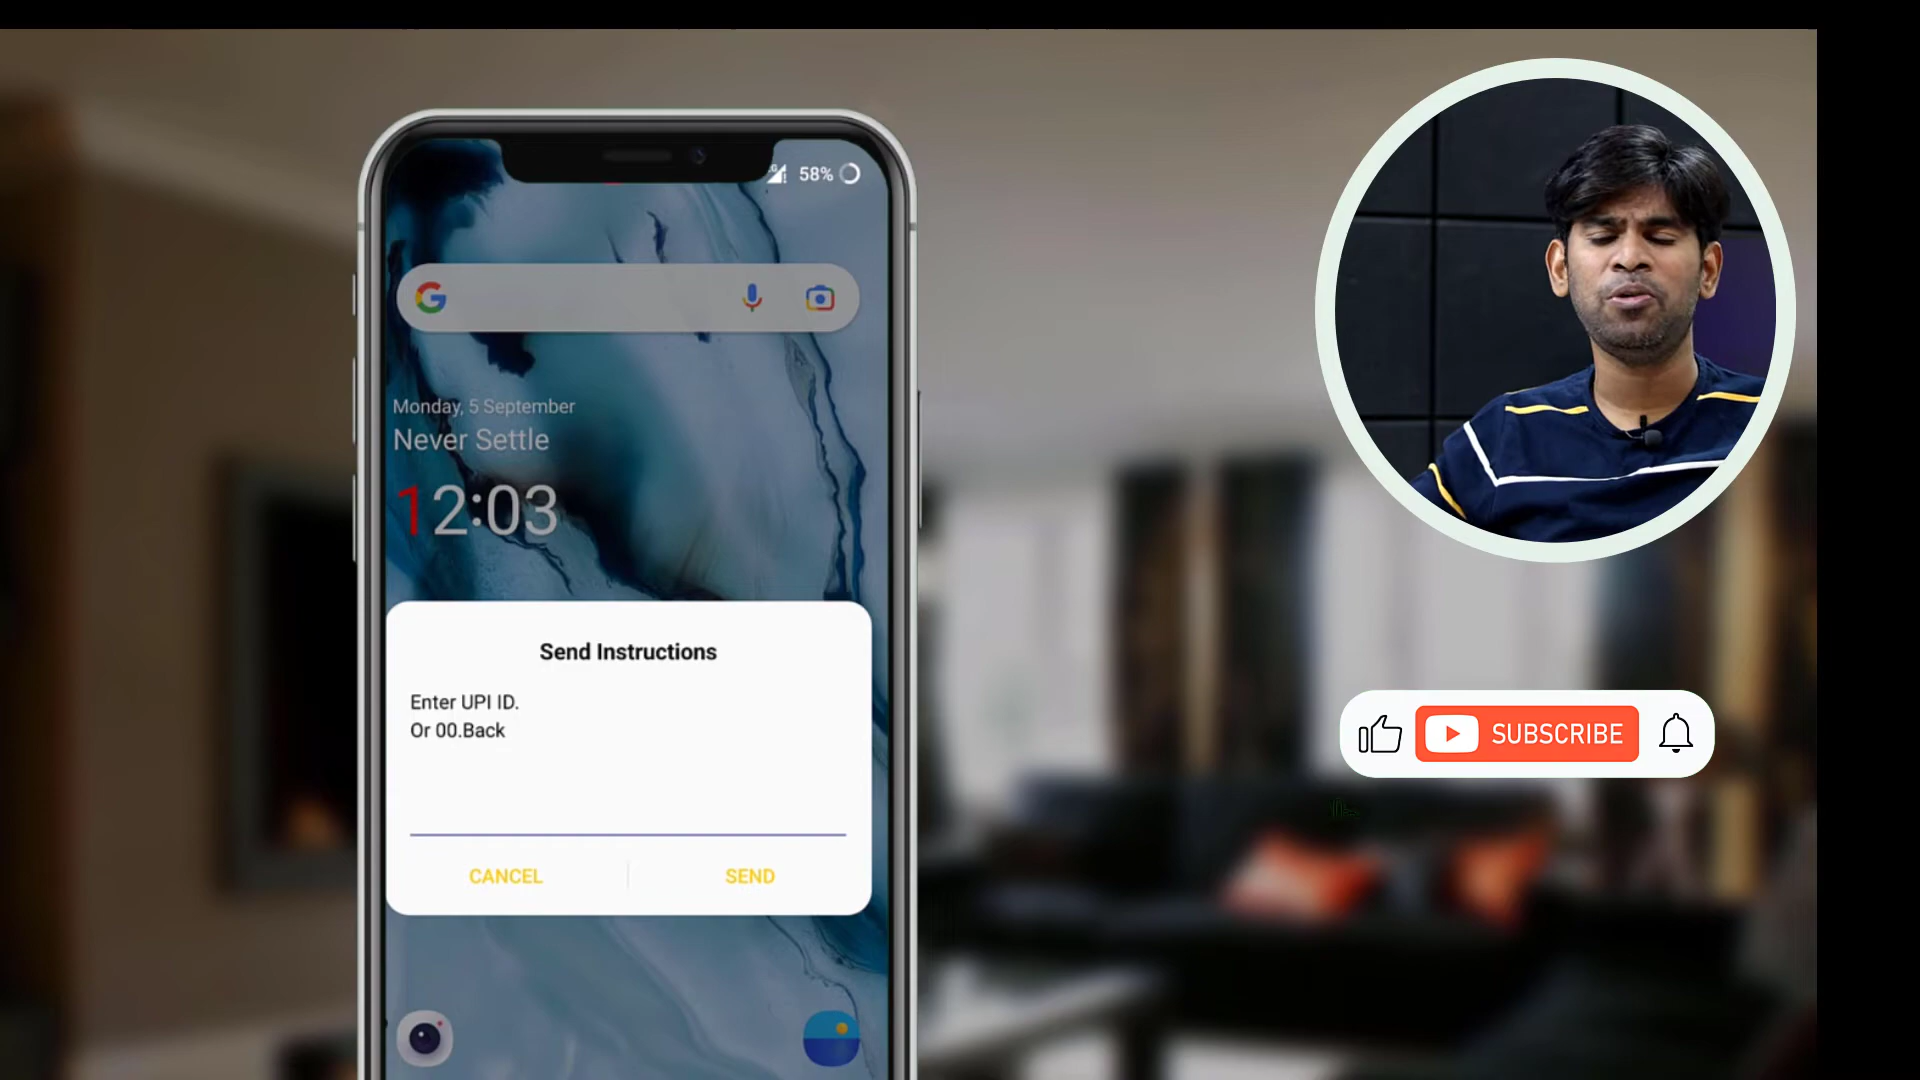 58%
Monday, 5 September
Never Settle
12:03
Send Instructions
Enter UPI ID.
Or 00.Back
CANCEL
SEND
SUBSCRIBE